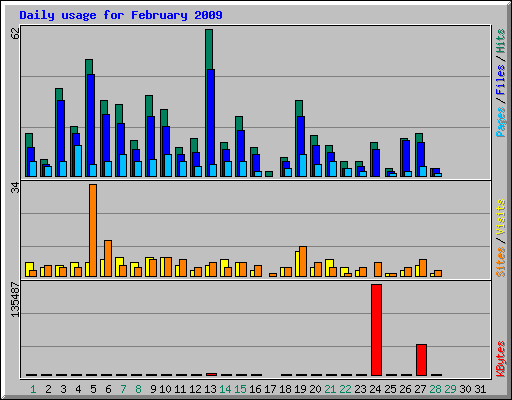 Daily usage for February 2009
62
34
135487
Pages / Files / Hits
Sites / Visits
KBytes
1 2 3 4 5 6 7 8 9 10 11 12 13 14 15 16 17 18 19 20 21 22 23 24 25 26 27 28 29 30 31